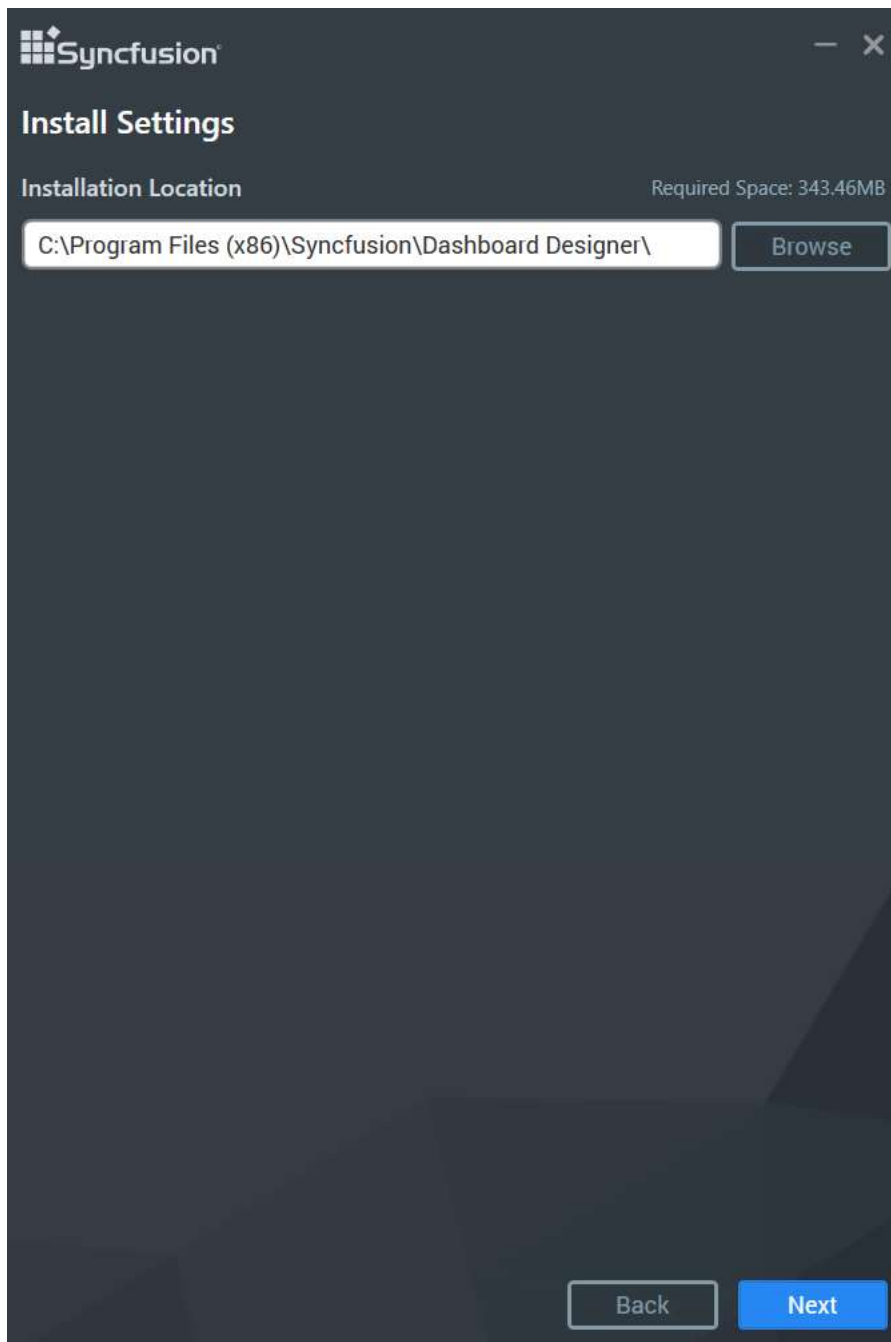 Syncfusion
Install Settings
Installation Location
Required Space: 343.46MB
C:\Program Files (x86)\Syncfusion\Dashboard Designer\
Browse
Back
Next